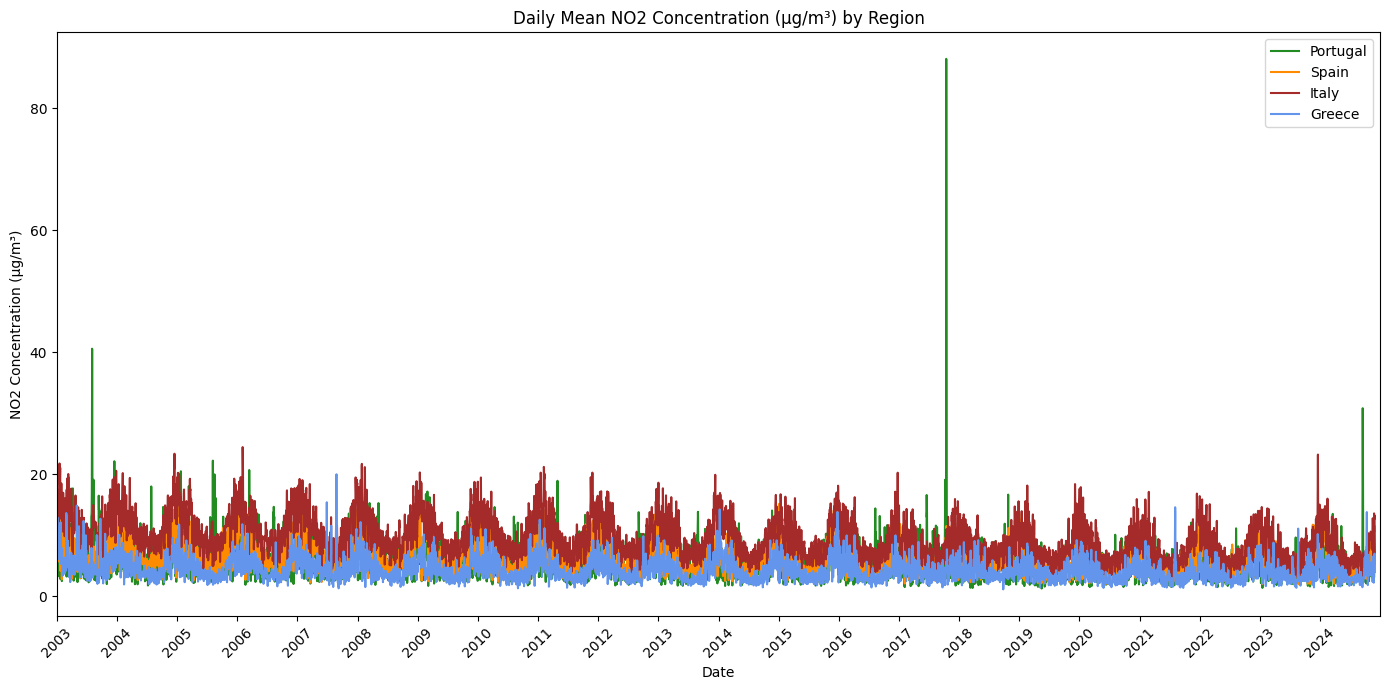 Daily Mean NO2 Concentration (µg/m³) by Region
Portugal
Spain
Italy
Greece
NO2 Concentration (µg/m³)
80
60
40
20
0
2003 2004 2005 2006 2007 2008 2009 2010 2011 2012 2013 2014 2015 2016 2017 2018 2019 2020 2021 2022 2023 2024
Date